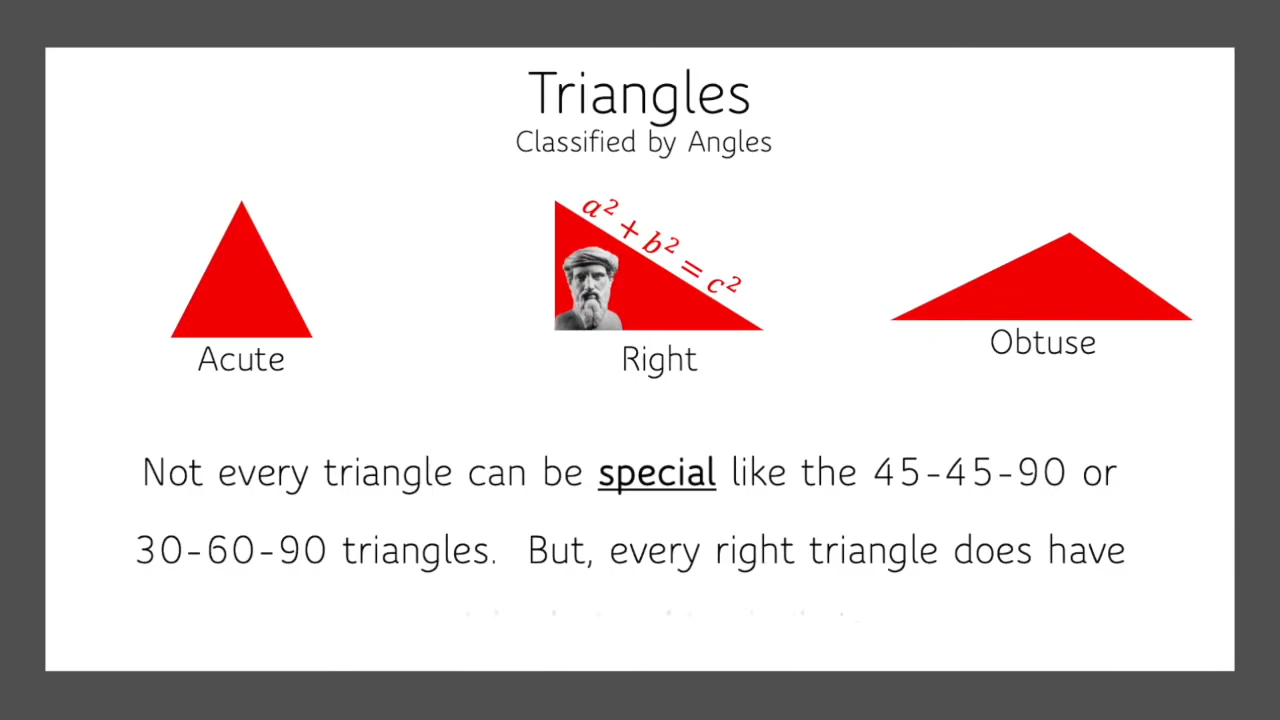 Triangles
Classified by Angles
a² + b² = c²
Acute
Right
Obtuse
Not every triangle can be special like the 45-45-90 or
30-60-90 triangles. But, every right triangle does have